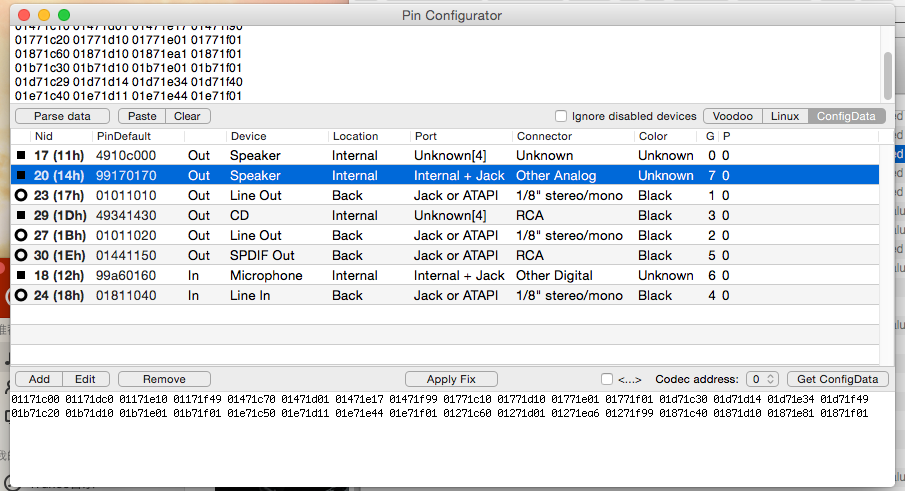 Pin Configurator
01471c10 01471d01 01471e17 01471f90
01771c20 01771d10 01771e01 01771f01
01871c60 01871d10 01871ea1 01871f01
01b71c30 01b71d10 01b71e01 01b71f01
01d71c29 01d71d14 01d71e34 01d71f40
01e71c40 01e71d11 01e71e44 01e71f01
Parse data Paste Clear Ignore disabled devices Voodoo Linux ConfigData
Nid PinDefault Device Location Port Connector Color G P
17 (11h) 4910c000 Out Speaker Internal Unknown[4] Unknown Unknown 0 0
20 (14h) 99170170 Out Speaker Internal Internal + Jack Other Analog Unknown 7 0
23 (17h) 01011010 Out Line Out Back Jack or ATAPI 1/8" stereo/mono Black 1 0
29 (1Dh) 49341430 Out CD Internal Unknown[4] RCA Black 3 0
27 (1Bh) 01011020 Out Line Out Back Jack or ATAPI 1/8" stereo/mono Black 2 0
30 (1Eh) 01441150 Out SPDIF Out Back Jack or ATAPI RCA Black 5 0
18 (12h) 99a60160 In Microphone Internal Internal + Jack Other Digital Unknown 6 0
24 (18h) 01811040 In Line In Back Jack or ATAPI 1/8" stereo/mono Black 4 0
Add Edit Remove Apply Fix <...> Codec address: 0 Get ConfigData
01171c00 01171dc0 01171e10 01171f49 01471c70 01471d01 01471e17 01471f99 01771c10 01771d10 01771e01 01771f01 01d71c30 01d71d14 01d71e34 01d71f49
01b71c20 01b71d10 01b71e01 01b71f01 01e71c50 01e71d11 01e71e44 01e71f01 01271c60 01271d01 01271ea6 01271f99 01871c40 01871d10 01871e81 01871f01